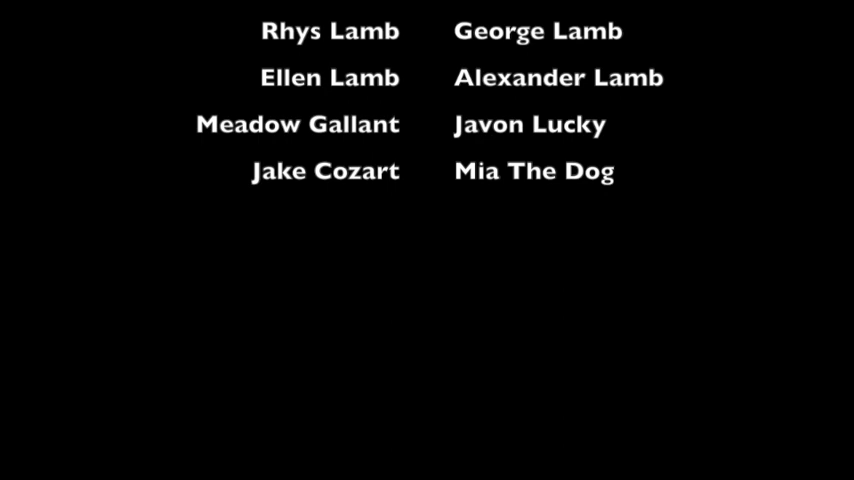 Rhys Lamb George Lamb
Ellen Lamb Alexander Lamb
Meadow Gallant Javon Lucky
Jake Cozart Mia The Dog